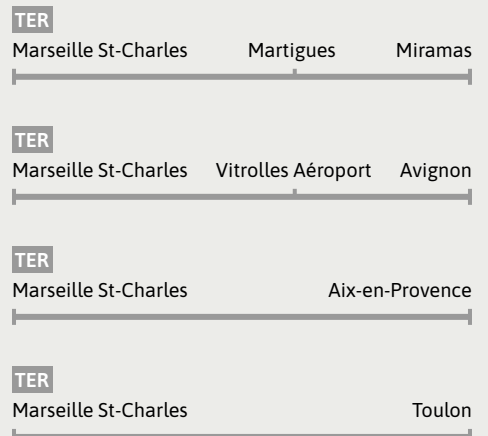 TER
Marseille St-Charles Martigues Miramas
TER
Marseille St-Charles Vitrolles Aéroport Avignon
TER
Marseille St-Charles Aix-en-Provence
TER
Marseille St-Charles Toulon